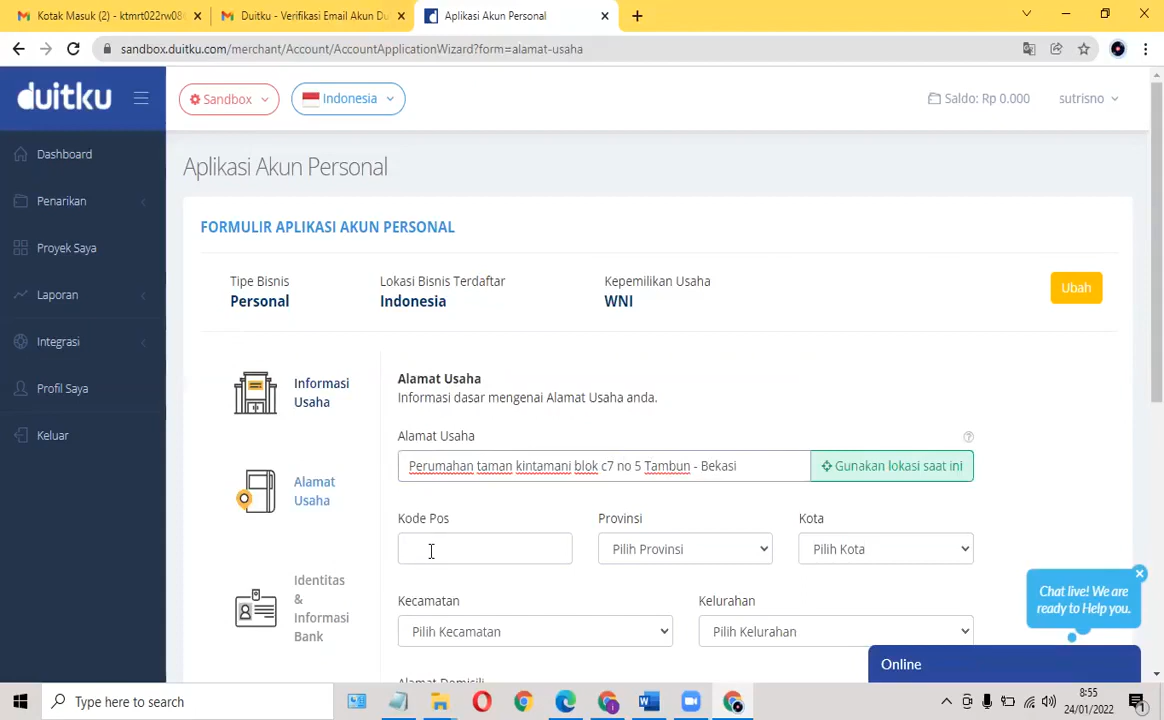 Kotak Masuk (2) - ktmrt022rw08
Duitku - Verifikasi Email Akun Du
Aplikasi Akun Personal
sandbox.duitku.com/merchant/Account/AccountApplicationWizard?form=alamat-usaha
duitku
Sandbox
Indonesia
Saldo: Rp 0.000
sutrisno
Dashboard
Penarikan
Proyek Saya
Laporan
Integrasi
Profil Saya
Keluar
Aplikasi Akun Personal
FORMULIR APLIKASI AKUN PERSONAL
Tipe Bisnis
Personal
Lokasi Bisnis Terdaftar
Indonesia
Kepemilikan Usaha
WNI
Ubah
Informasi
Usaha
Alamat
Usaha
Identitas
&
Informasi
Bank
Alamat Usaha
Informasi dasar mengenai Alamat Usaha anda.
Alamat Usaha
Perumahan taman kintamani blok c7 no 5 Tambun - Bekasi
Gunakan lokasi saat ini
Kode Pos
Provinsi
Kota
Pilih Provinsi
Pilih Kota
Kecamatan
Kelurahan
Pilih Kecamatan
Pilih Kelurahan
Alamat Domisili
Chat live! We are
ready to Help you.
Online
Type here to search
8:55
24/01/2022